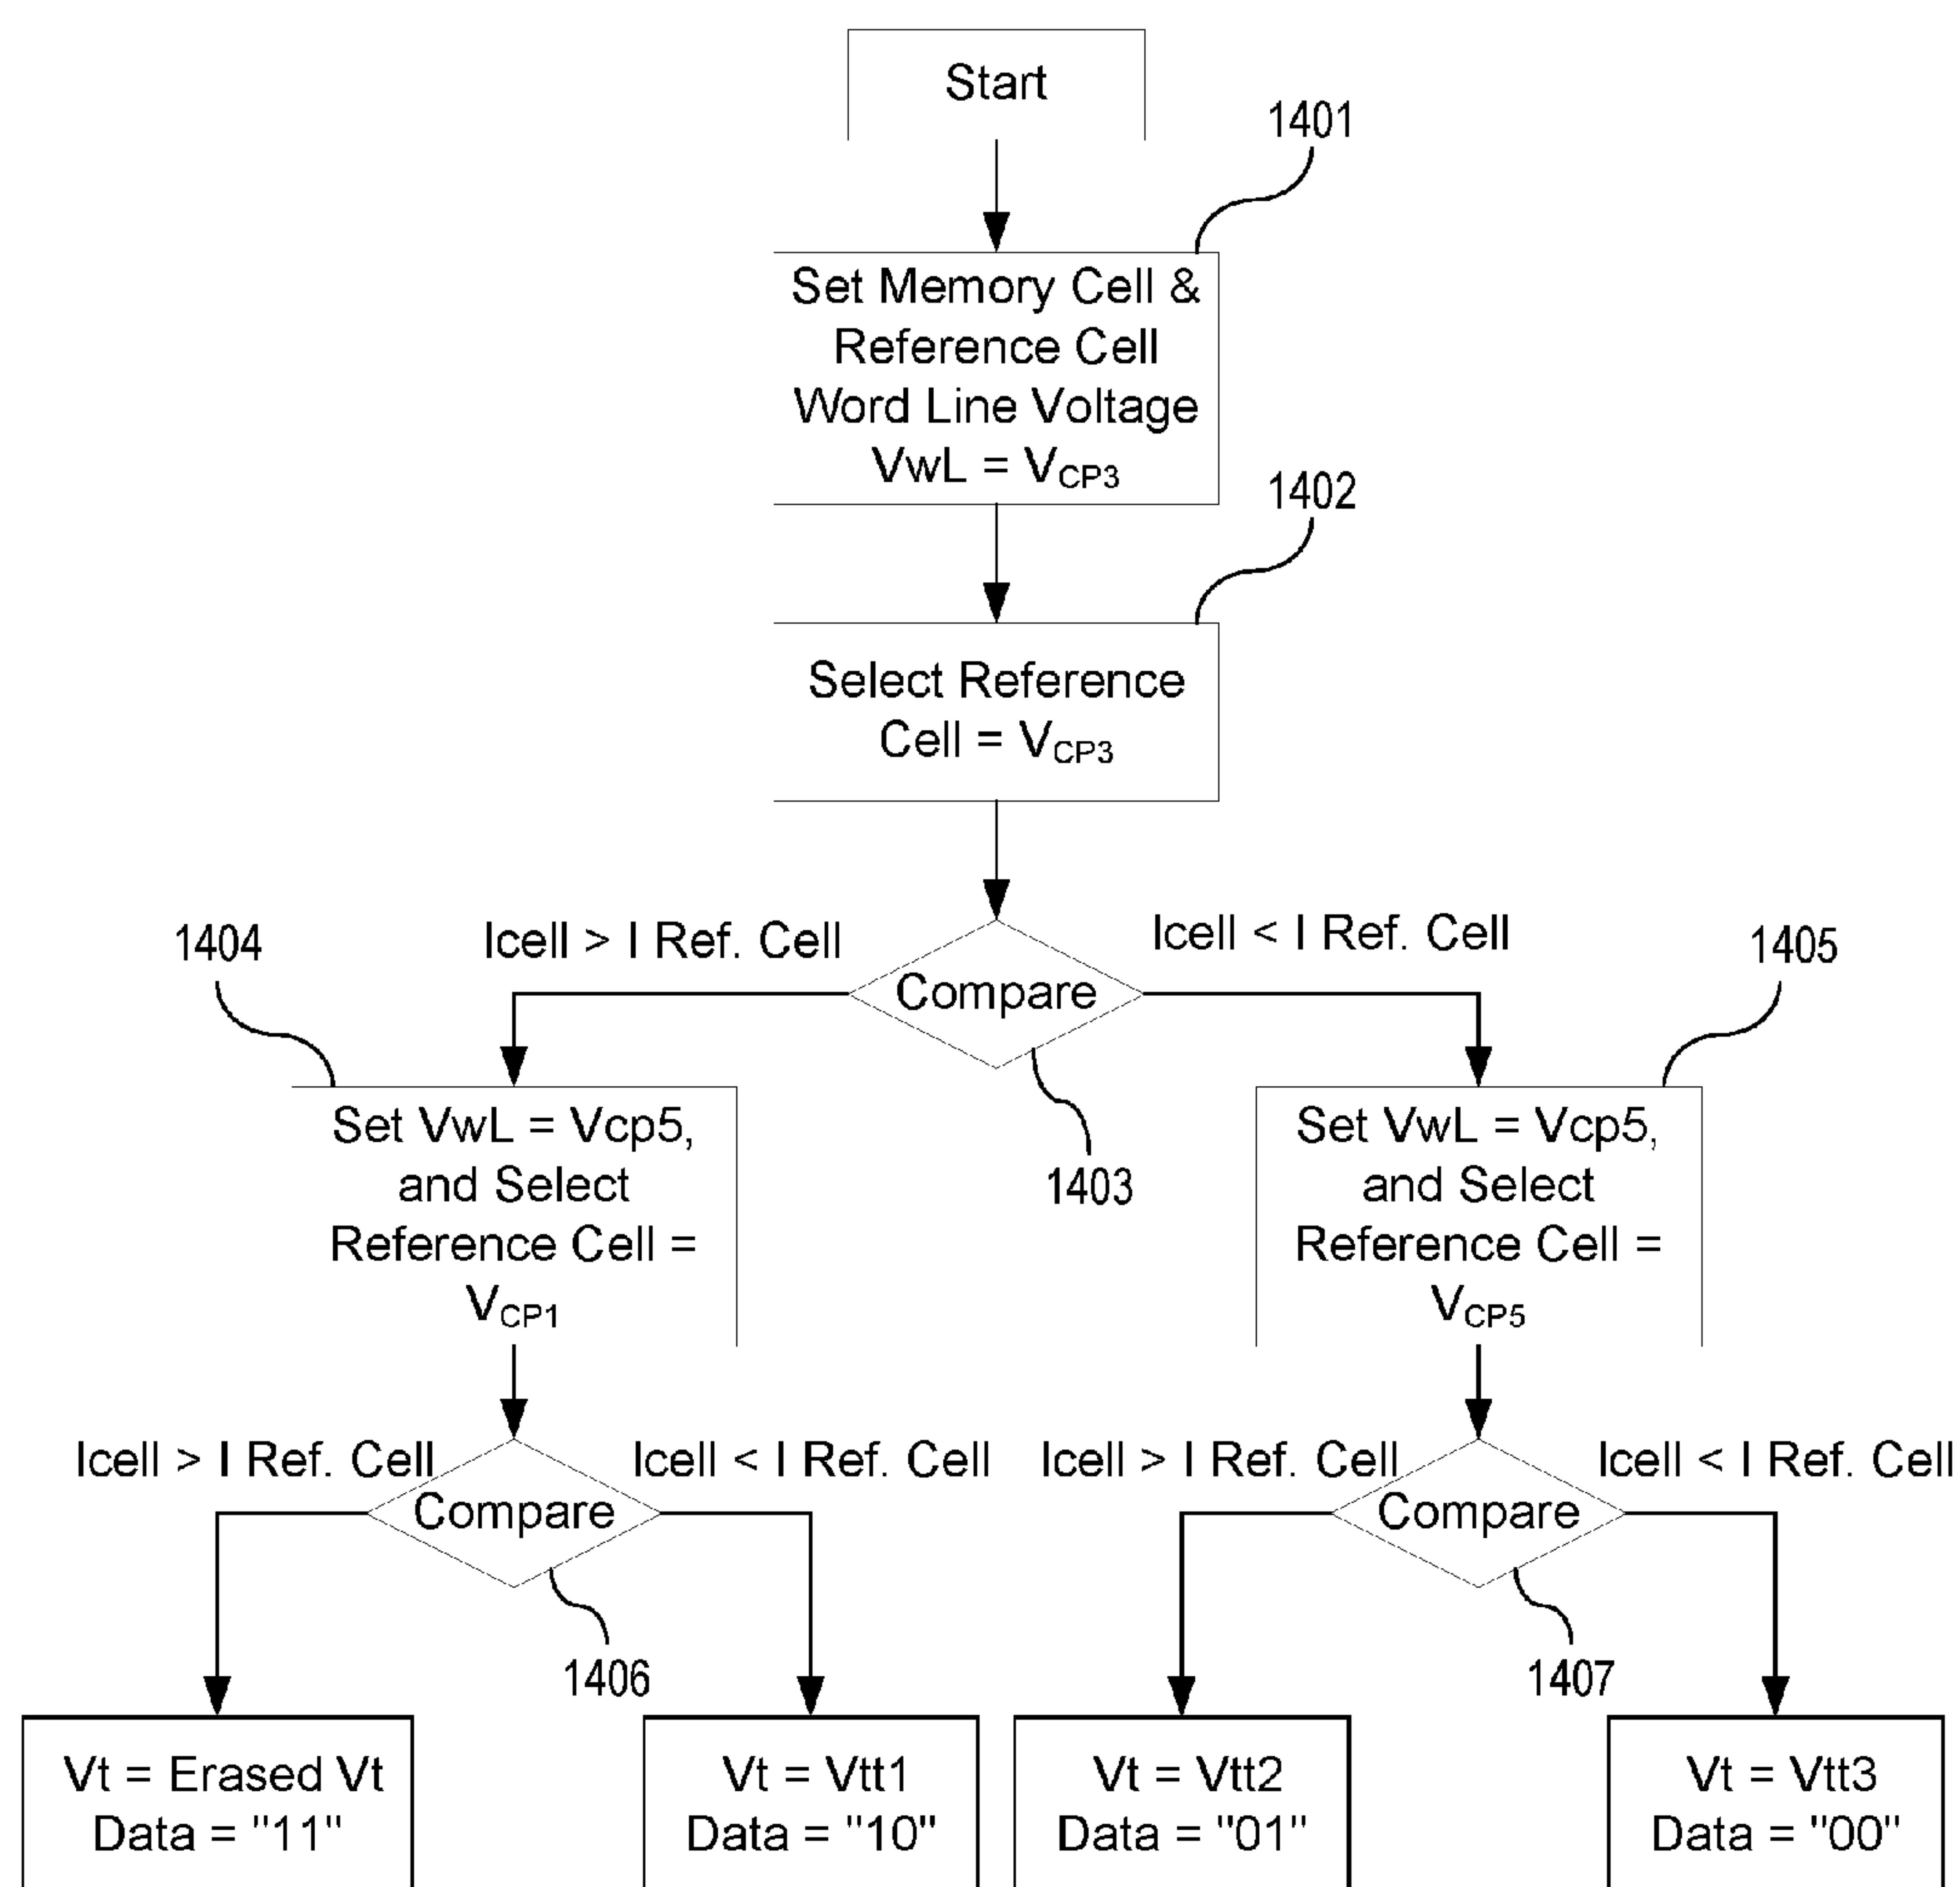 Start
1401
Set Memory Cell &
Reference Cell
Word Line Voltage
VwL = VCP3
1402
Select Reference
Cell = VCP3
Icell > I Ref. Cell
Icell < I Ref. Cell
1404
1405
Compare
1403
Set VwL = Vcp5,
and Select
Reference Cell =
VCP1
Set VwL = Vcp5,
and Select
Reference Cell =
VCP5
Icell > I Ref. Cell
Icell < I Ref. Cell
Icell > I Ref. Cell
Icell < I Ref. Cell
Compare
Compare
1406
1407
Vt = Erased Vt
Data = "11"
Vt = Vtt1
Data = "10"
Vt = Vtt2
Data = "01"
Vt = Vtt3
Data = "00"